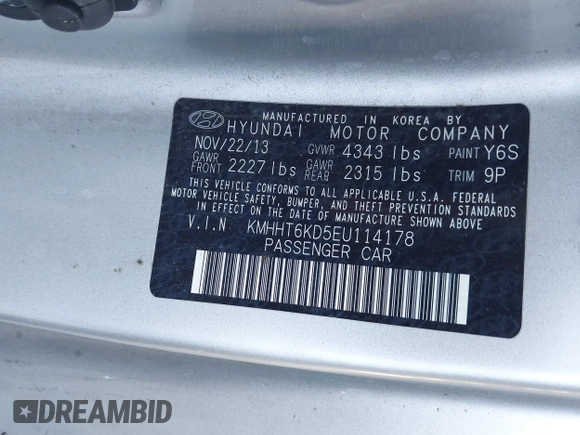 MANUFACTURED IN KOREA BY
HYUNDAI MOTOR COMPANY
NOV/22/13 GVWR 4343 lbs PAINT Y6S
GAWR FRONT 2227 lbs GAWR REAR 2315 lbs TRIM 9P
THIS VEHICLE CONFORMS TO ALL APPLICABLE U.S.A. FEDERAL
MOTOR VEHICLE SAFETY, BUMPER, AND THEFT PREVENTION STANDARDS
IN EFFECT ON THE DATE OF MANUFACTURE SHOWN ABOVE.
V.I.N KMHHT6KD5EU114178
PASSENGER CAR
DREAMBID